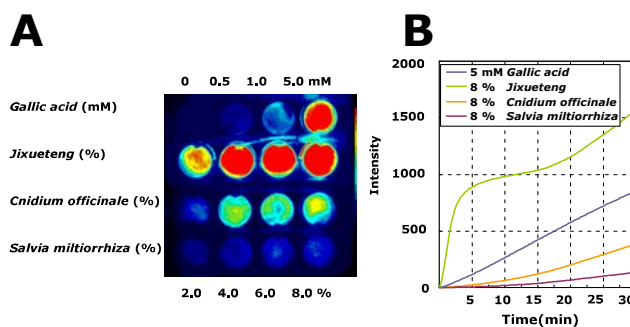 A
0 0.5 1.0 5.0 mM
Gallic acid (mM)
Jixueteng (%)
Cnidium officinale (%)
Salvia miltiorrhiza (%)
2.0 4.0 6.0 8.0 %
B
2000
1500
1000
500
0
Intensity
5 mM Gallic acid
8 % Jixueteng
8 % Cnidium officinale
8 % Salvia miltiorrhiza
5 10 15 20 25 30
Time(min)